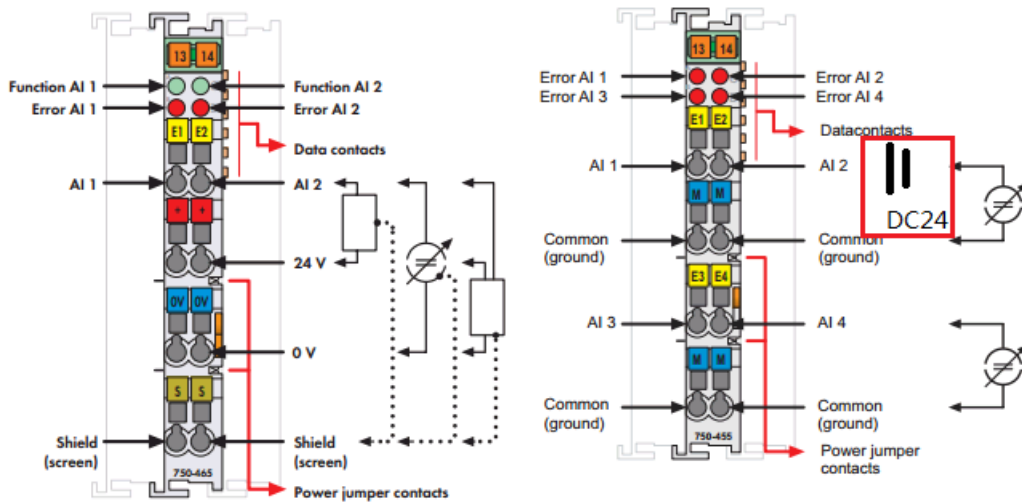 13 14
Function AI 1
Function AI 2
Error AI 1
Error AI 2
E1 E2
Data contacts
AI 1
AI 2
+ +
24 V
0V 0V
0 V
S S
Shield
(screen)
Shield
(screen)
750-465
Power jumper contacts
13 14
Error AI 1
Error AI 2
Error AI 3
Error AI 4
E1 E2
Datacontacts
AI 1
AI 2
DC24
M M
Common
(ground)
Common
(ground)
E3 E4
AI 3
AI 4
M M
Common
(ground)
Common
(ground)
750-455
Power jumper
contacts